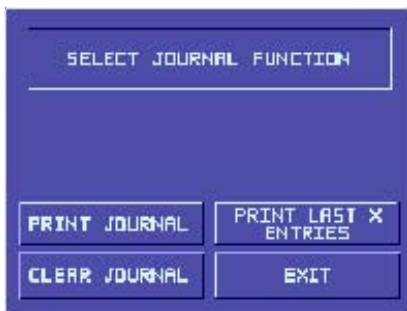 SELECT JOURNAL FUNCTION
PRINT JOURNAL
PRINT LAST X
ENTRIES
CLEAR JOURNAL
EXIT